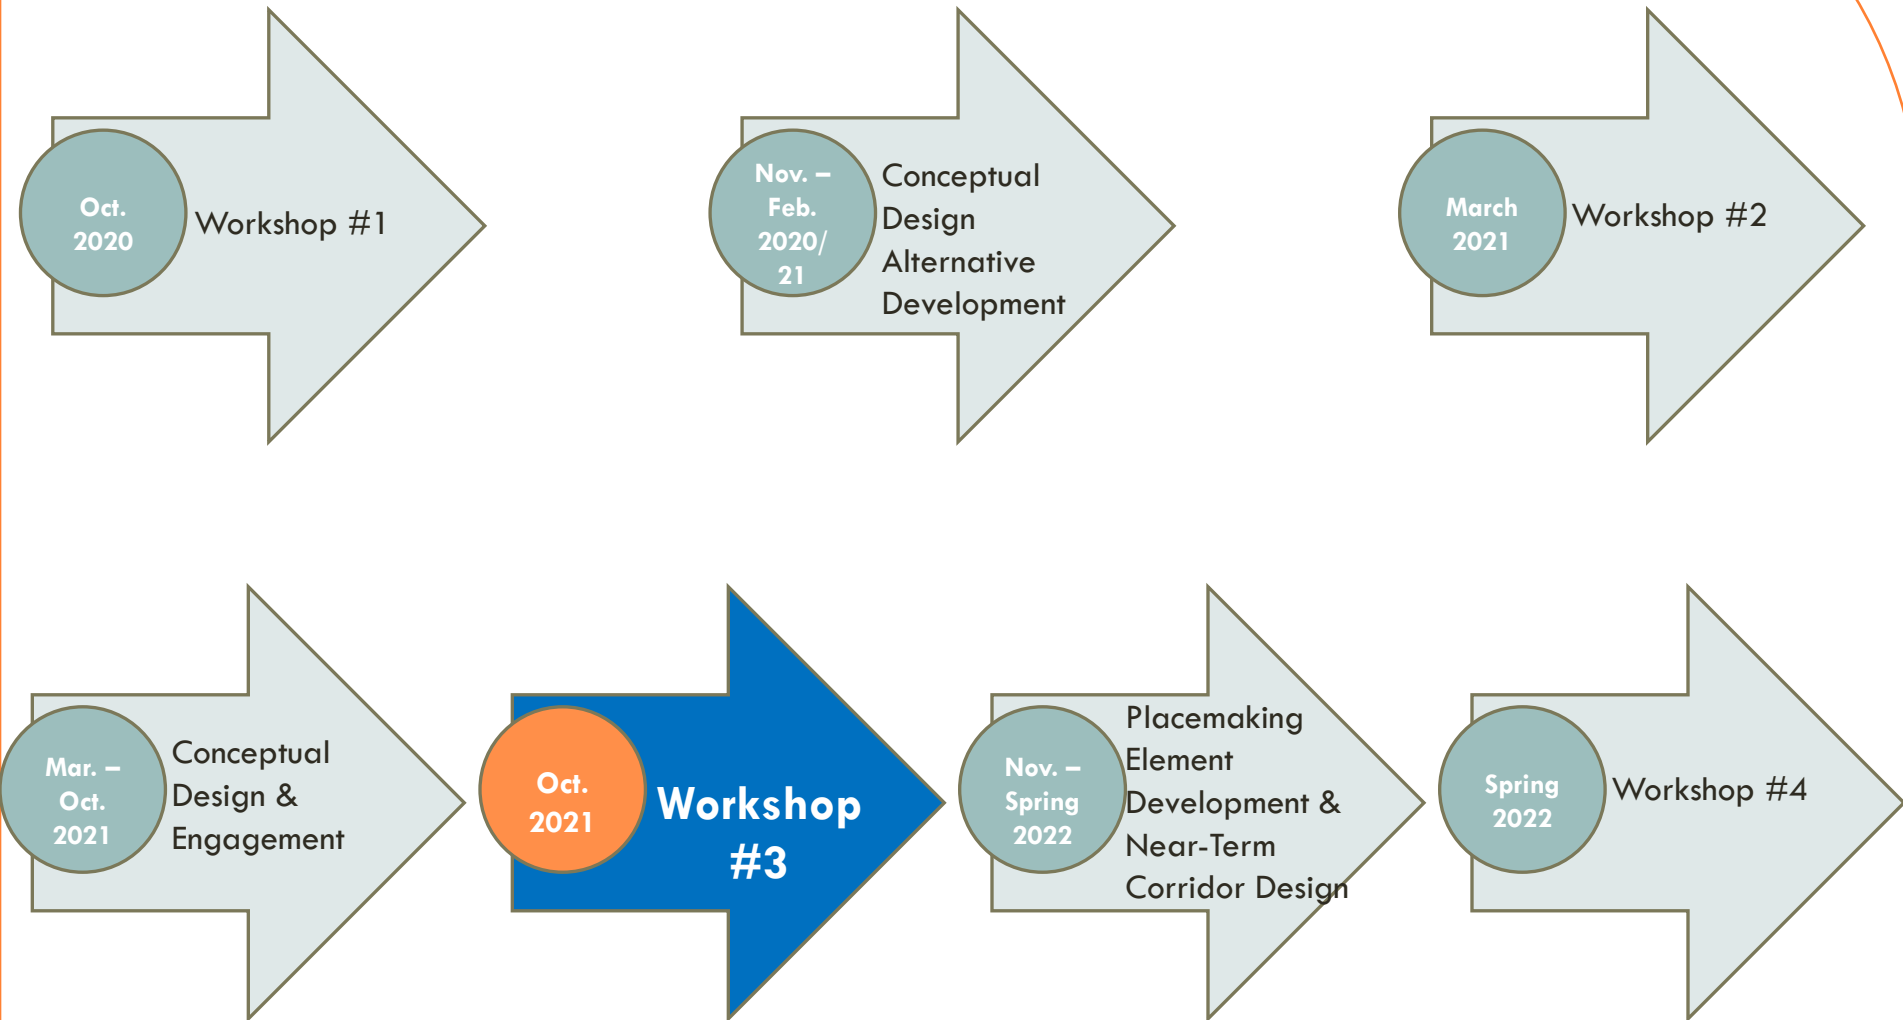 Oct.
2020
Workshop #1
Nov. –
Feb.
2020/
21
Conceptual
Design
Alternative
Development
March
2021
Workshop #2
Mar. –
Oct.
2021
Conceptual
Design &
Engagement
Oct.
2021
Workshop
#3
Nov. –
Spring
2022
Placemaking
Element
Development &
Near-Term
Corridor Design
Spring
2022
Workshop #4